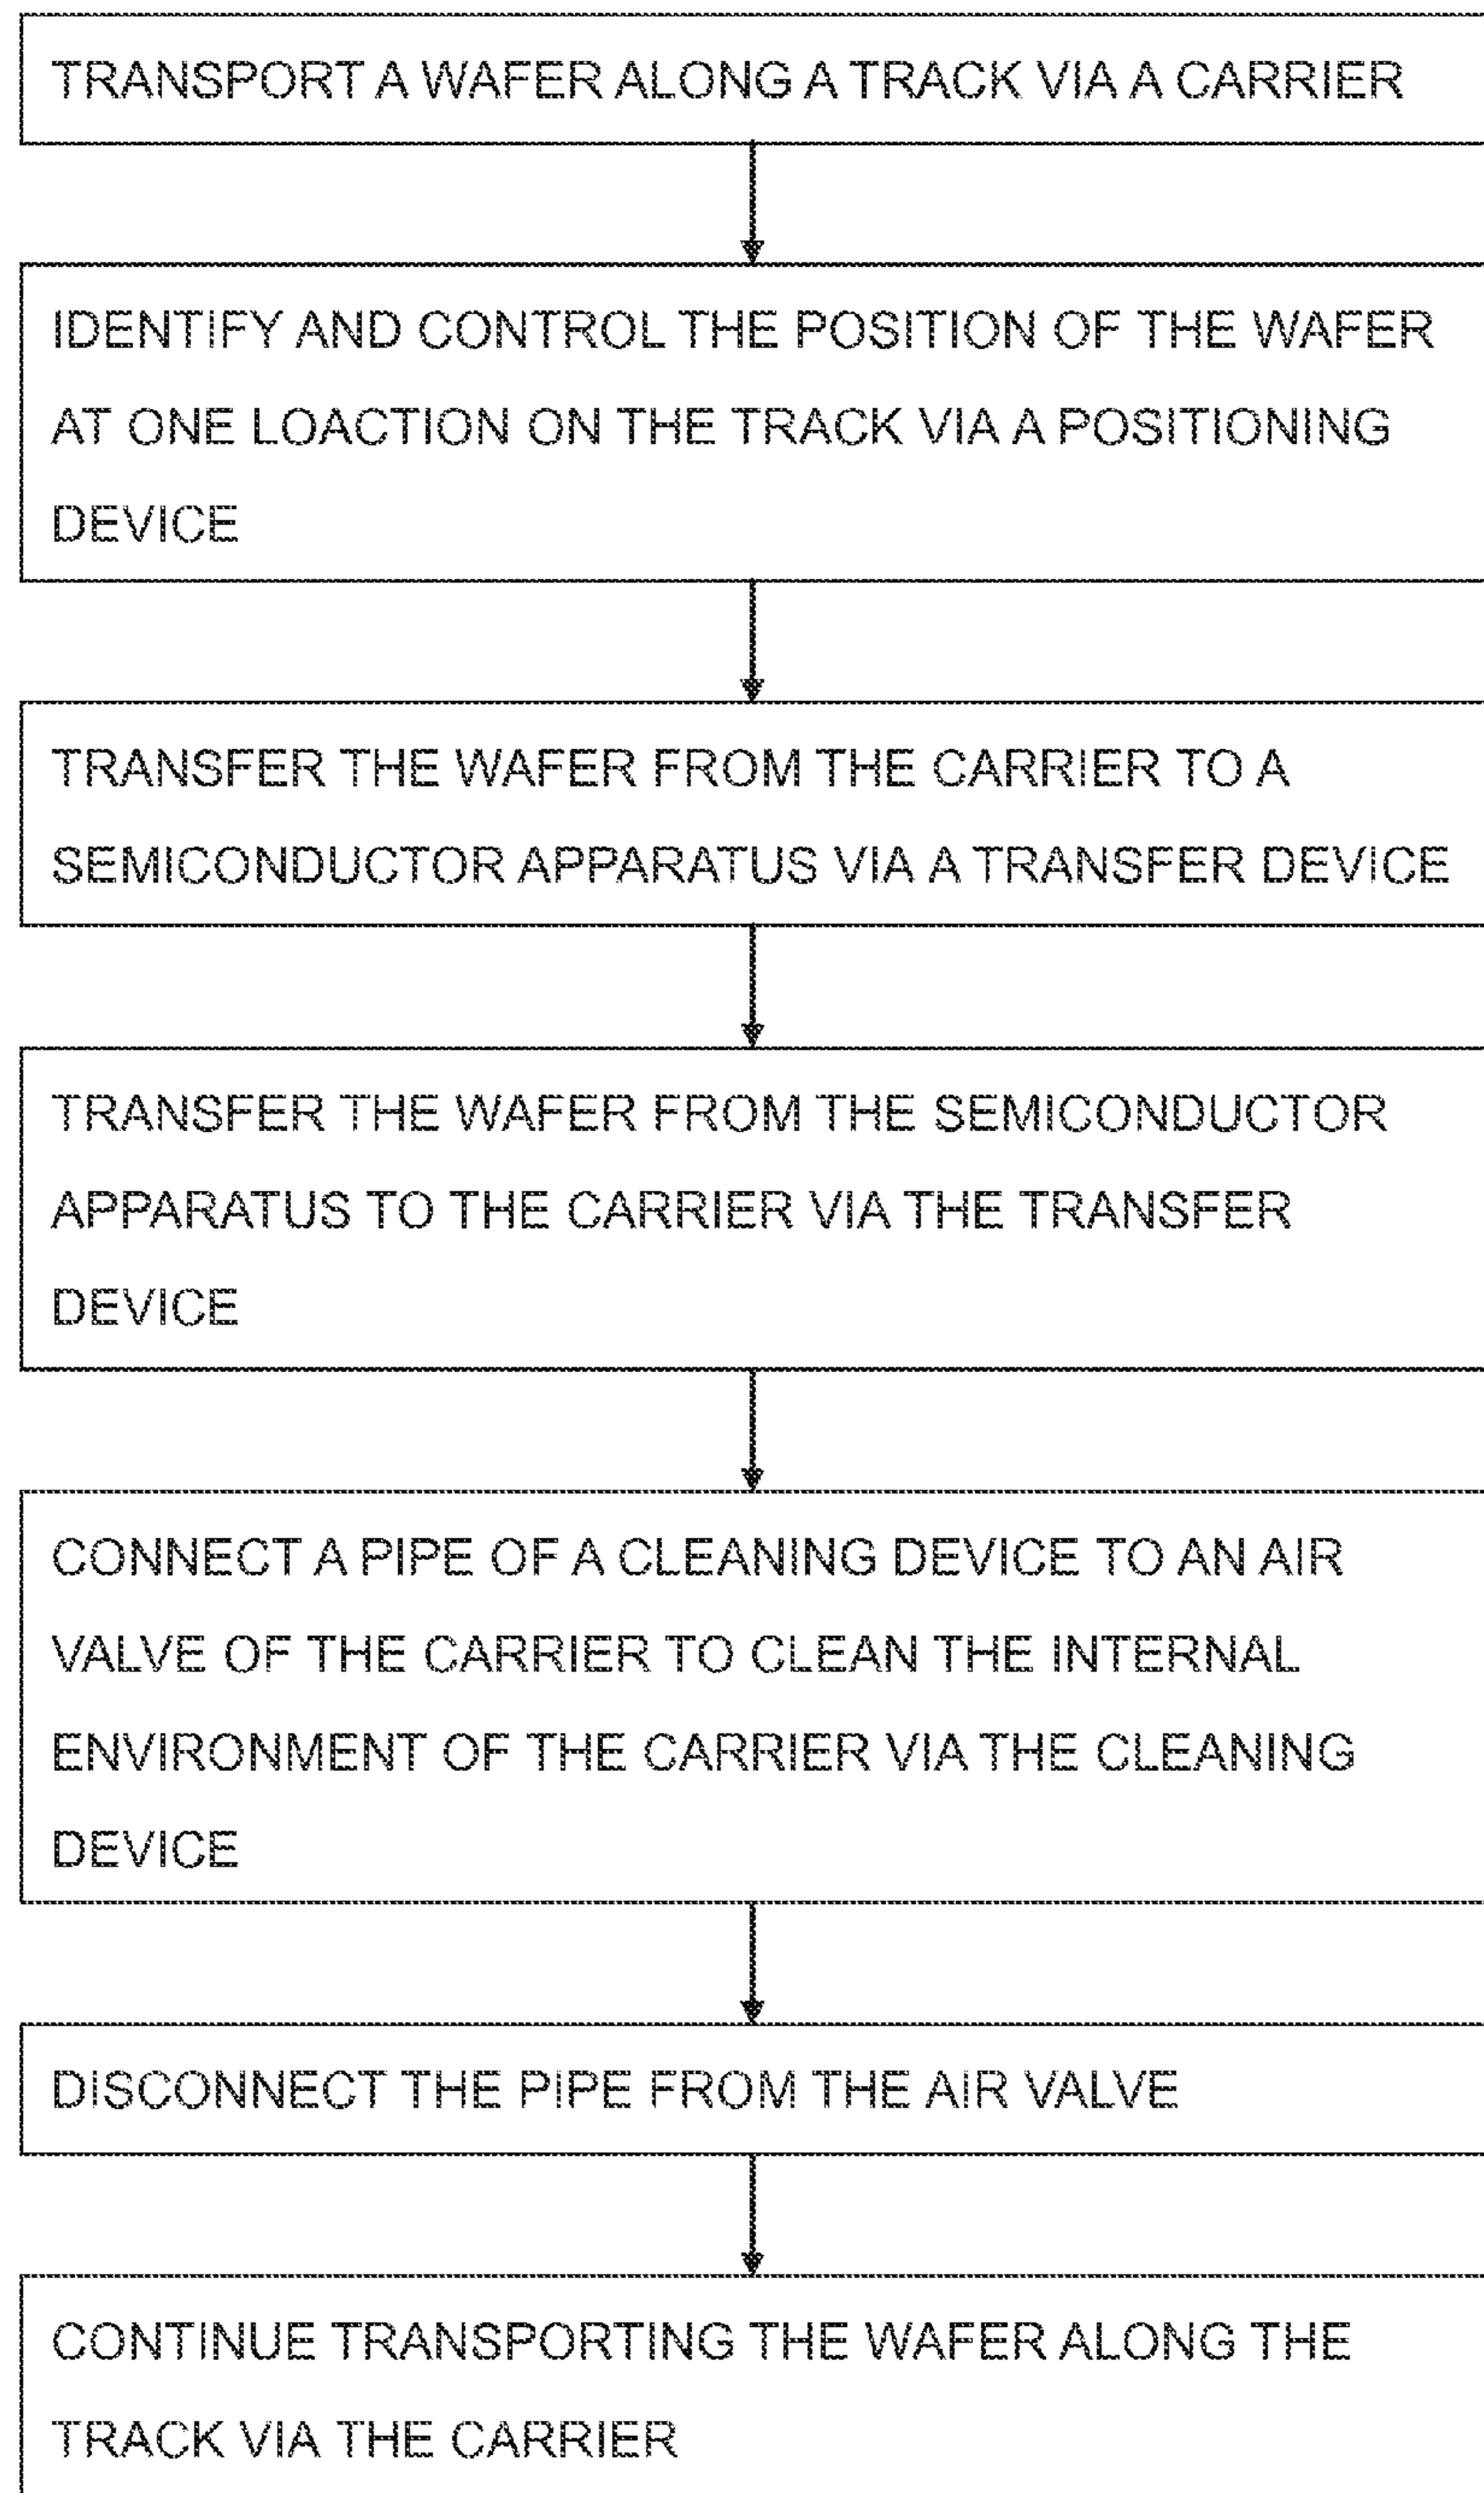 TRANSPORT A WAFER ALONG A TRACK VIA A CARRIER
IDENTIFY AND CONTROL THE POSITION OF THE WAFER
AT ONE LOACTION ON THE TRACK VIA A POSITIONING
DEVICE
TRANSFER THE WAFER FROM THE CARRIER TO A
SEMICONDUCTOR APPARATUS VIA A TRANSFER DEVICE
TRANSFER THE WAFER FROM THE SEMICONDUCTOR
APPARATUS TO THE CARRIER VIA THE TRANSFER
DEVICE
CONNECT A PIPE OF A CLEANING DEVICE TO AN AIR
VALVE OF THE CARRIER TO CLEAN THE INTERNAL
ENVIRONMENT OF THE CARRIER VIA THE CLEANING
DEVICE
DISCONNECT THE PIPE FROM THE AIR VALVE
CONTINUE TRANSPORTING THE WAFER ALONG THE
TRACK VIA THE CARRIER